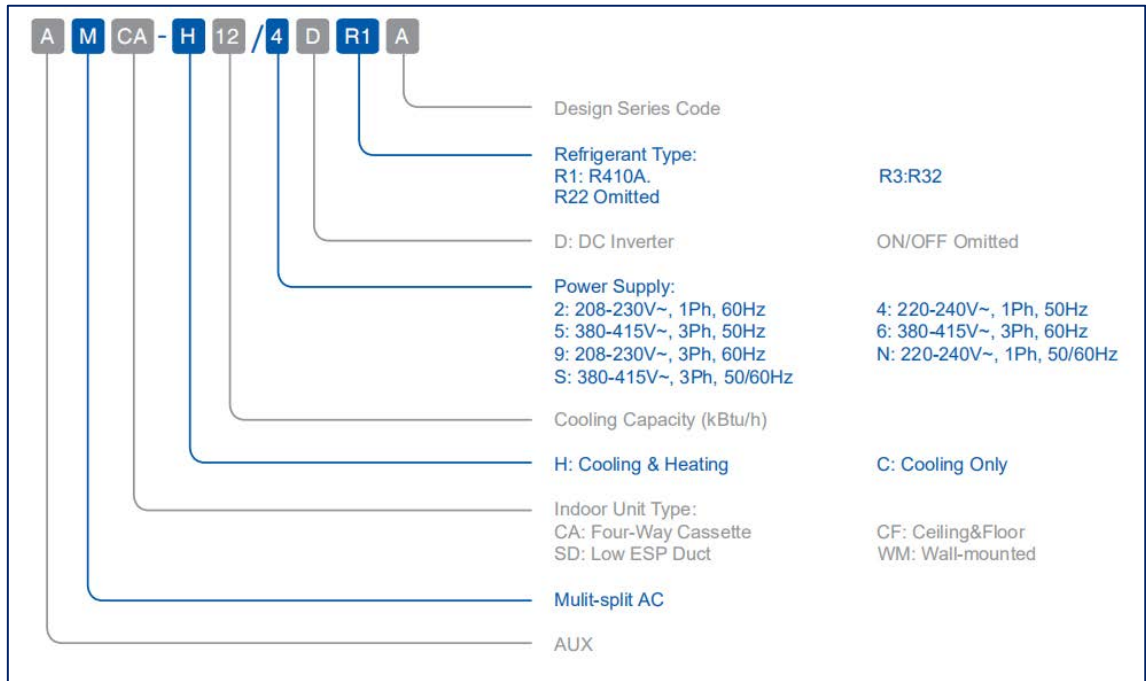 A M CA - H 12 / 4 D R1 A
Design Series Code
Refrigerant Type:
R1: R410A. R3:R32
R22 Omitted
D: DC Inverter ON/OFF Omitted
Power Supply:
2: 208-230V~, 1Ph, 60Hz 4: 220-240V~, 1Ph, 50Hz
5: 380-415V~, 3Ph, 50Hz 6: 380-415V~, 3Ph, 60Hz
9: 208-230V~, 3Ph, 60Hz N: 220-240V~, 1Ph, 50/60Hz
S: 380-415V~, 3Ph, 50/60Hz
Cooling Capacity (kBtu/h)
H: Cooling & Heating C: Cooling Only
Indoor Unit Type:
CA: Four-Way Cassette CF: Ceiling&Floor
SD: Low ESP Duct WM: Wall-mounted
Mulit-split AC
AUX